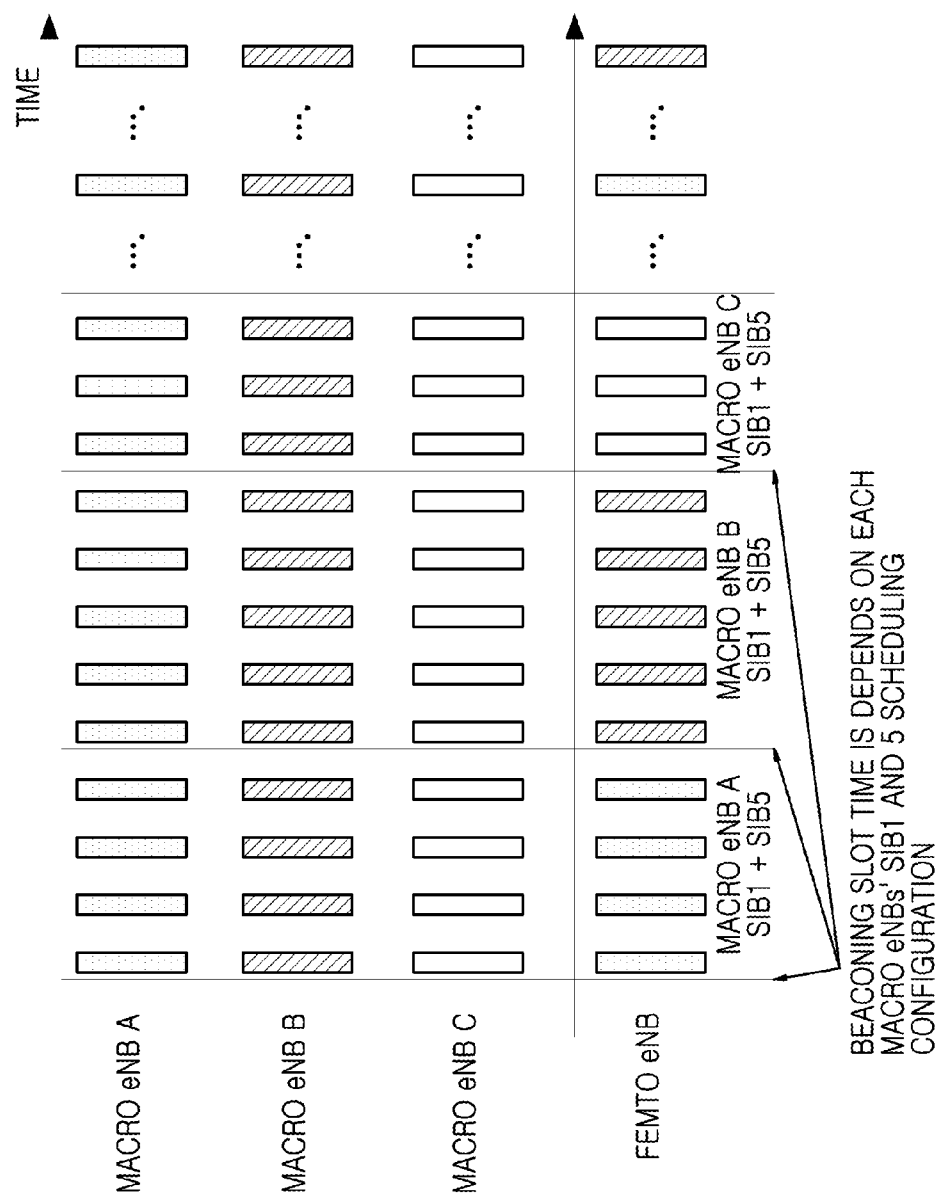 TIME
MACRO eNB A
MACRO eNB B
MACRO eNB C
FEMTO eNB
MACRO eNB A
SIB1 + SIB5
MACRO eNB B
SIB1 + SIB5
MACRO eNB C
SIB1 + SIB5
BEACONING SLOT TIME IS DEPENDS ON EACH
MACRO eNBs' SIB1 AND 5 SCHEDULING
CONFIGURATION